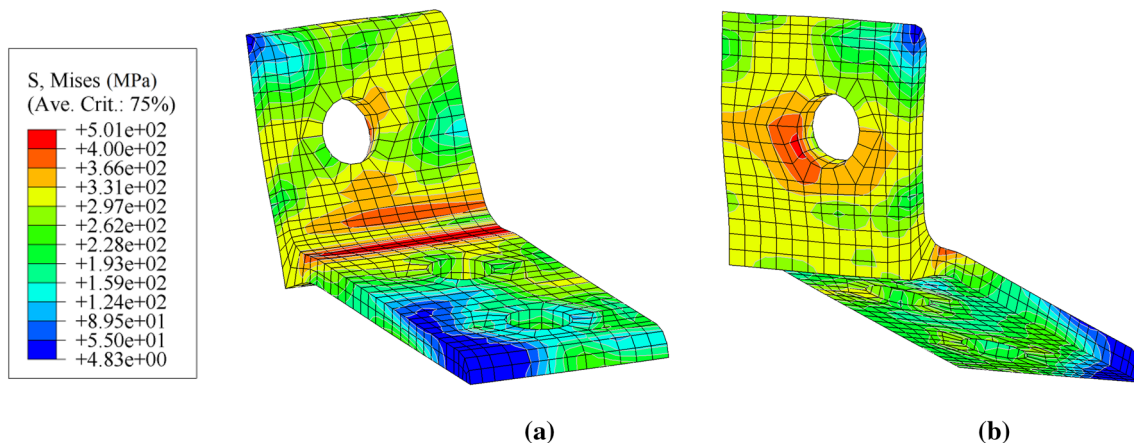 S, Mises (MPa)
(Ave. Crit.: 75%)
+5.01e+02
+4.00e+02
+3.66e+02
+3.31e+02
+2.97e+02
+2.62e+02
+2.28e+02
+1.93e+02
+1.59e+02
+1.24e+02
+8.95e+01
+5.50e+01
+4.83e+00
(a)
(b)